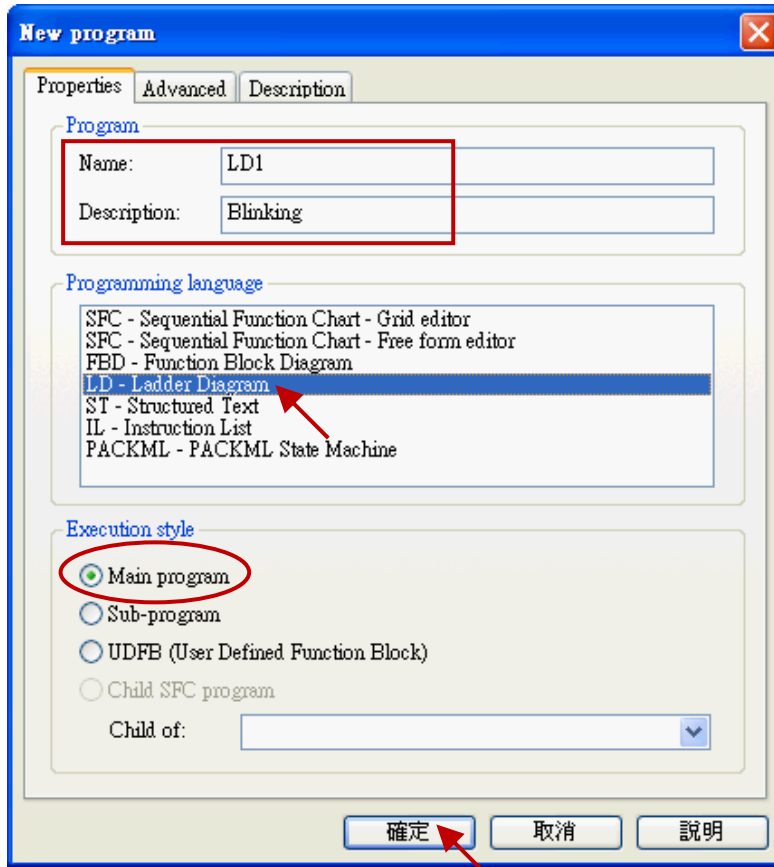 New program
Properties Advanced Description
Program
Name: LD1
Description: Blinking
Programming language
SFC - Sequential Function Chart - Grid editor
SFC - Sequential Function Chart - Free form editor
FBD - Function Block Diagram
LD - Ladder Diagram
ST - Structured Text
IL - Instruction List
PACKML - PACKML State Machine
Execution style
Main program
Sub-program
UDFB (User Defined Function Block)
Child SFC program
Child of:
確定 取消 說明